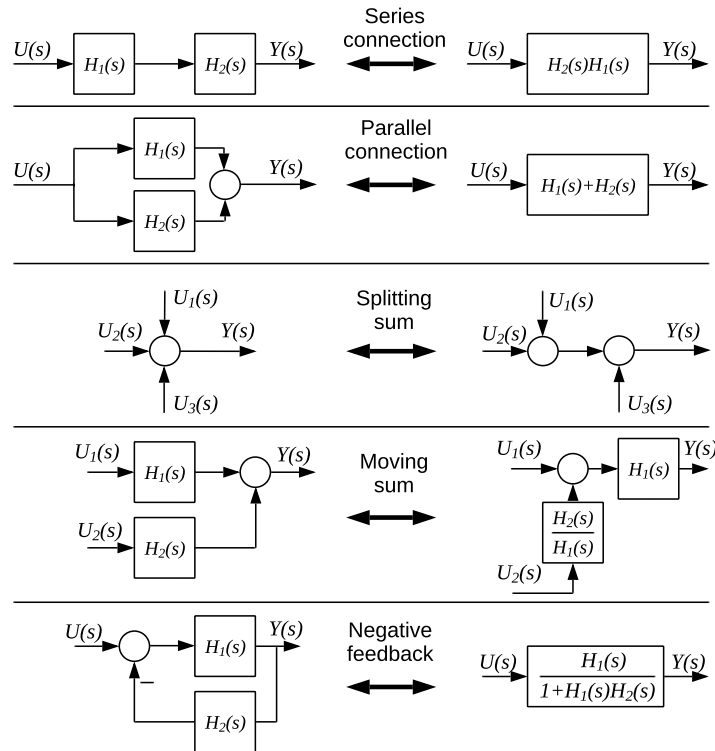 Series
connection
U(s)
H1(s)
H2(s)
Y(s)
U(s)
H2(s)H1(s)
Y(s)
Parallel
connection
U(s)
H1(s)
H2(s)
Y(s)
U(s)
H1(s)+H2(s)
Y(s)
Splitting
sum
U1(s)
U2(s)
Y(s)
U3(s)
U1(s)
U2(s)
Y(s)
U3(s)
Moving
sum
U1(s)
H1(s)
Y(s)
U2(s)
H2(s)
U1(s)
H1(s)
Y(s)
H2(s)
H1(s)
U2(s)
Negative
feedback
U(s)
H1(s)
Y(s)
–
H2(s)
U(s)
H1(s)
1+H1(s)H2(s)
Y(s)